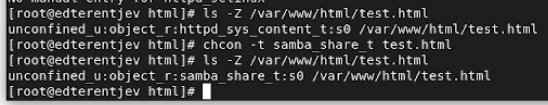 No manual entry for httpd_selinux
[root@edterentjev html]# ls -Z /var/www/html/test.html
unconfined_u:object_r:httpd_sys_content_t:s0 /var/www/html/test.html
[root@edterentjev html]# chcon -t samba_share_t test.html
[root@edterentjev html]# ls -Z /var/www/html/test.html
unconfined_u:object_r:samba_share_t:s0 /var/www/html/test.html
[root@edterentjev html]#